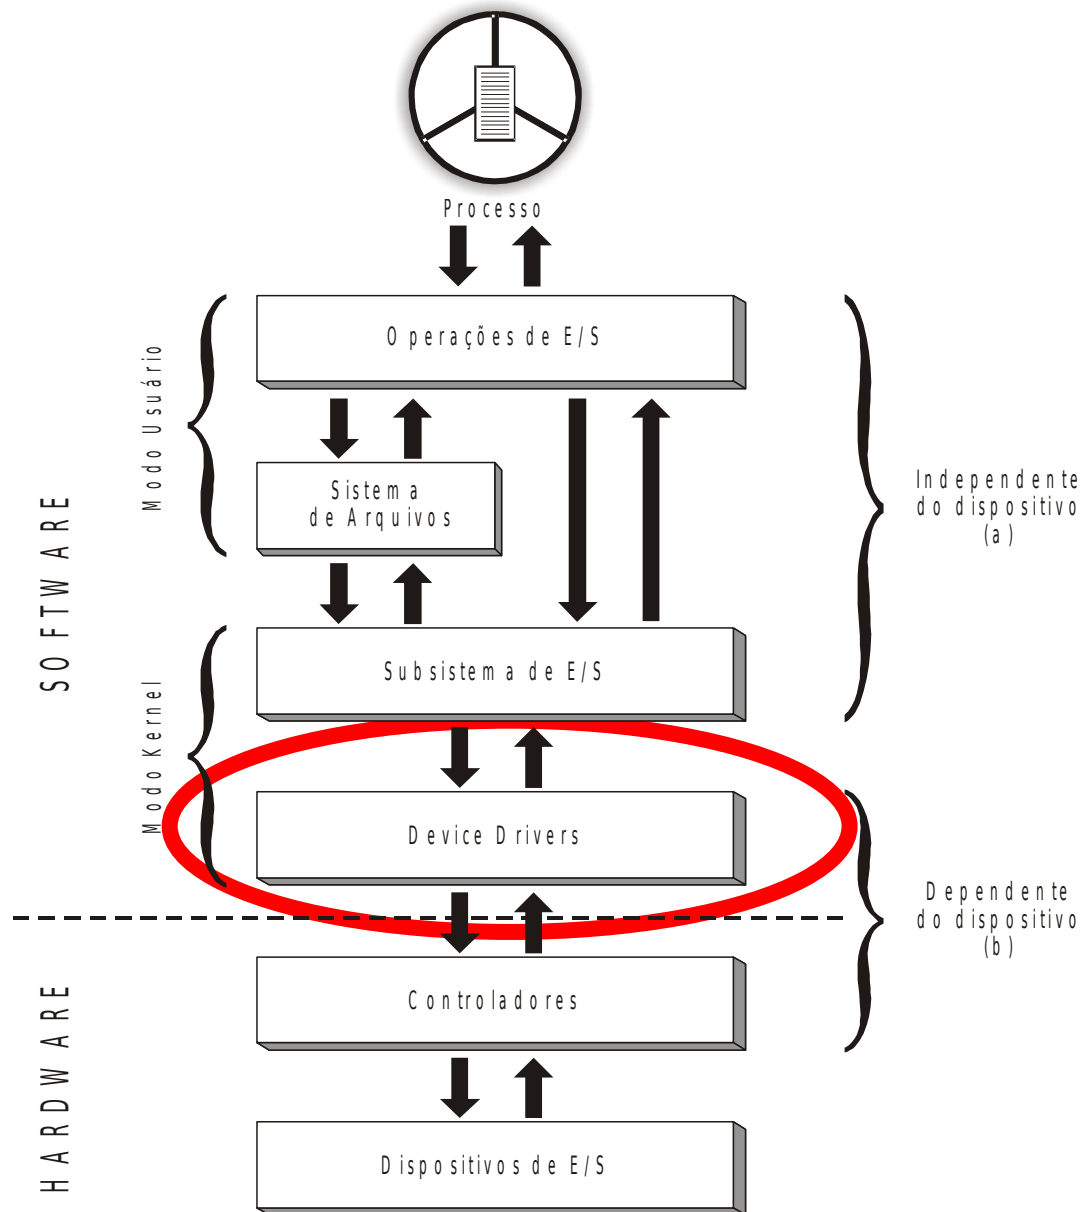 Processo
Operações de E/S
Modo Usuário
Sistema
de Arquivos
Independente
do dispositivo
(a)
SOFTWARE
Subsistema de E/S
Modo Kernel
Device Drivers
Dependente
do dispositivo
(b)
Controladores
HARDWARE
Dispositivos de E/S